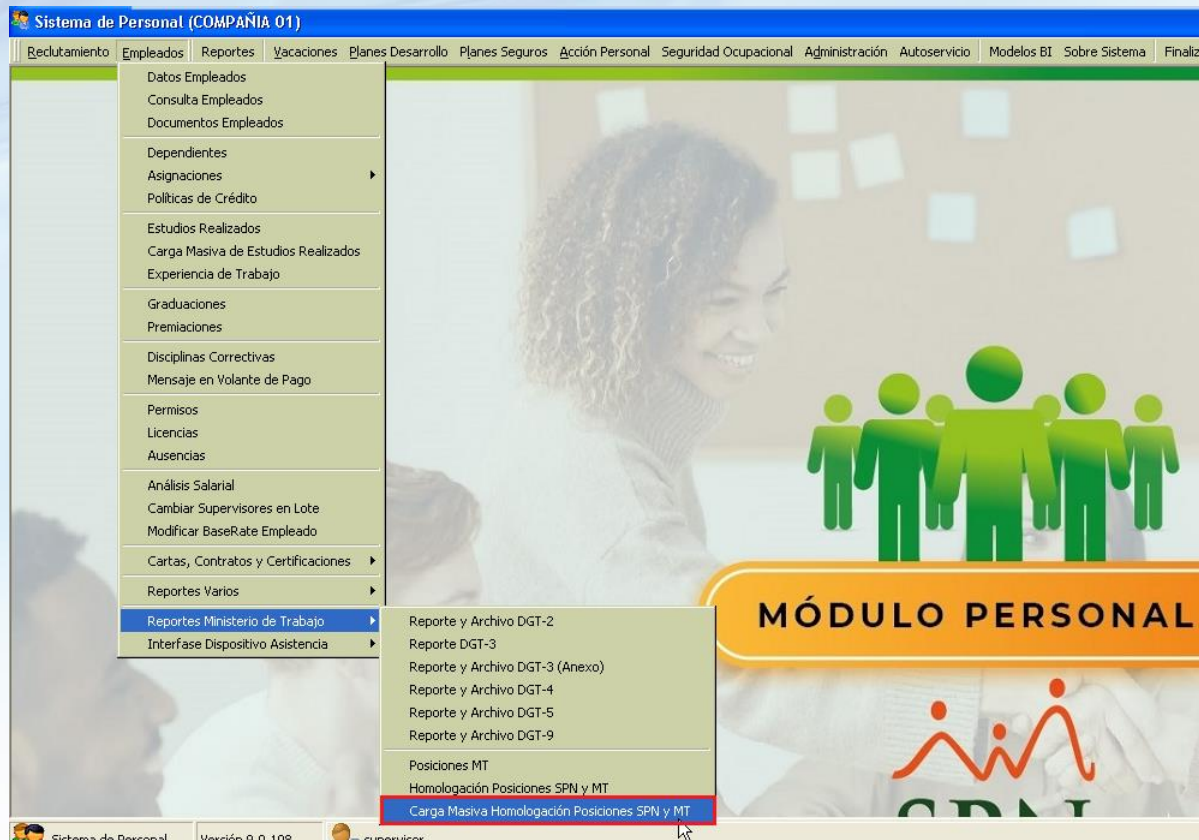 Sistema de Personal (COMPAÑIA 01)
Reclutamiento Empleados Reportes Vacaciones Planes Desarrollo Planes Seguros Acción Personal Seguridad Ocupacional Administración Autoservicio Modelos BI Sobre Sistema Finaliz
Datos Empleados
Consulta Empleados
Documentos Empleados
Dependientes
Asignaciones
Políticas de Crédito
Estudios Realizados
Carga Masiva de Estudios Realizados
Experiencia de Trabajo
Graduaciones
Premiaciones
Disciplinas Correctivas
Mensaje en Volante de Pago
Permisos
Licencias
Ausencias
Análisis Salarial
Cambiar Supervisores en Lote
Modificar BaseRate Empleado
Cartas, Contratos y Certificaciones
Reportes Varios
Reportes Ministerio de Trabajo
Interfase Dispositivo Asistencia
Reporte y Archivo DGT-2
Reporte DGT-3
Reporte y Archivo DGT-3 (Anexo)
Reporte y Archivo DGT-4
Reporte y Archivo DGT-5
Reporte y Archivo DGT-9
Posiciones MT
Homologación Posiciones SPN y MT
Carga Masiva Homologación Posiciones SPN y MT
MÓDULO PERSONAL
SPN
Sistema de Personal Versión 9.0.108 supervisor